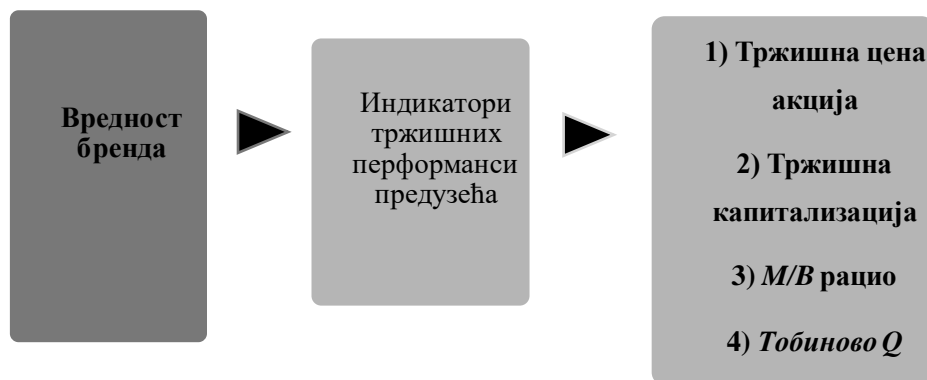 Вредност
бренда
Индикатори
тржишних
перформанси
предузећа
1) Тржишна цена
акција
2) Тржишна
капитализација
3) M/B рацио
4) Тобиново Q